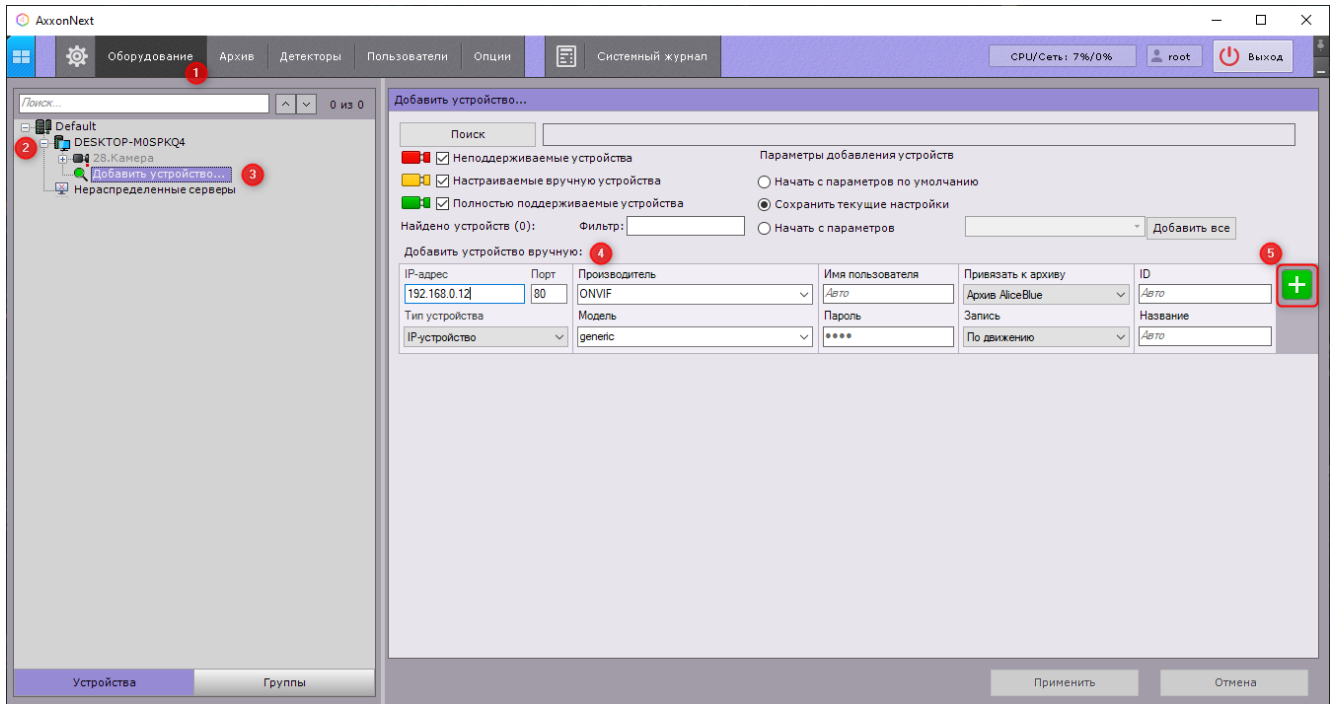 AxxonNext
Оборудование Архив Детекторы Пользователи Опции Системный журнал CPU/Сеть: 7%/0% root Выход
1
Поиск... 0 из 0
Default
2 DESKTOP-M0SPKQ4
28.Камера
Добавить устройство... 3
Нераспределенные серверы
Устройства Группы
Добавить устройство...
Поиск
Неподдерживаемые устройства Параметры добавления устройств
Настраиваемые вручную устройства Начать с параметров по умолчанию
Полностью поддерживаемые устройства Сохранить текущие настройки
Найдено устройств (0): Фильтр: Начать с параметров Добавить все
Добавить устройство вручную: 4 5
IP-адрес Порт Производитель Имя пользователя Привязать к архиву ID
192.168.0.12 80 ONVIF Авто Архив AliceBlue Авто
Тип устройства Модель Пароль Запись Название
IP-устройство generic •••• По движению Авто
Применить Отмена